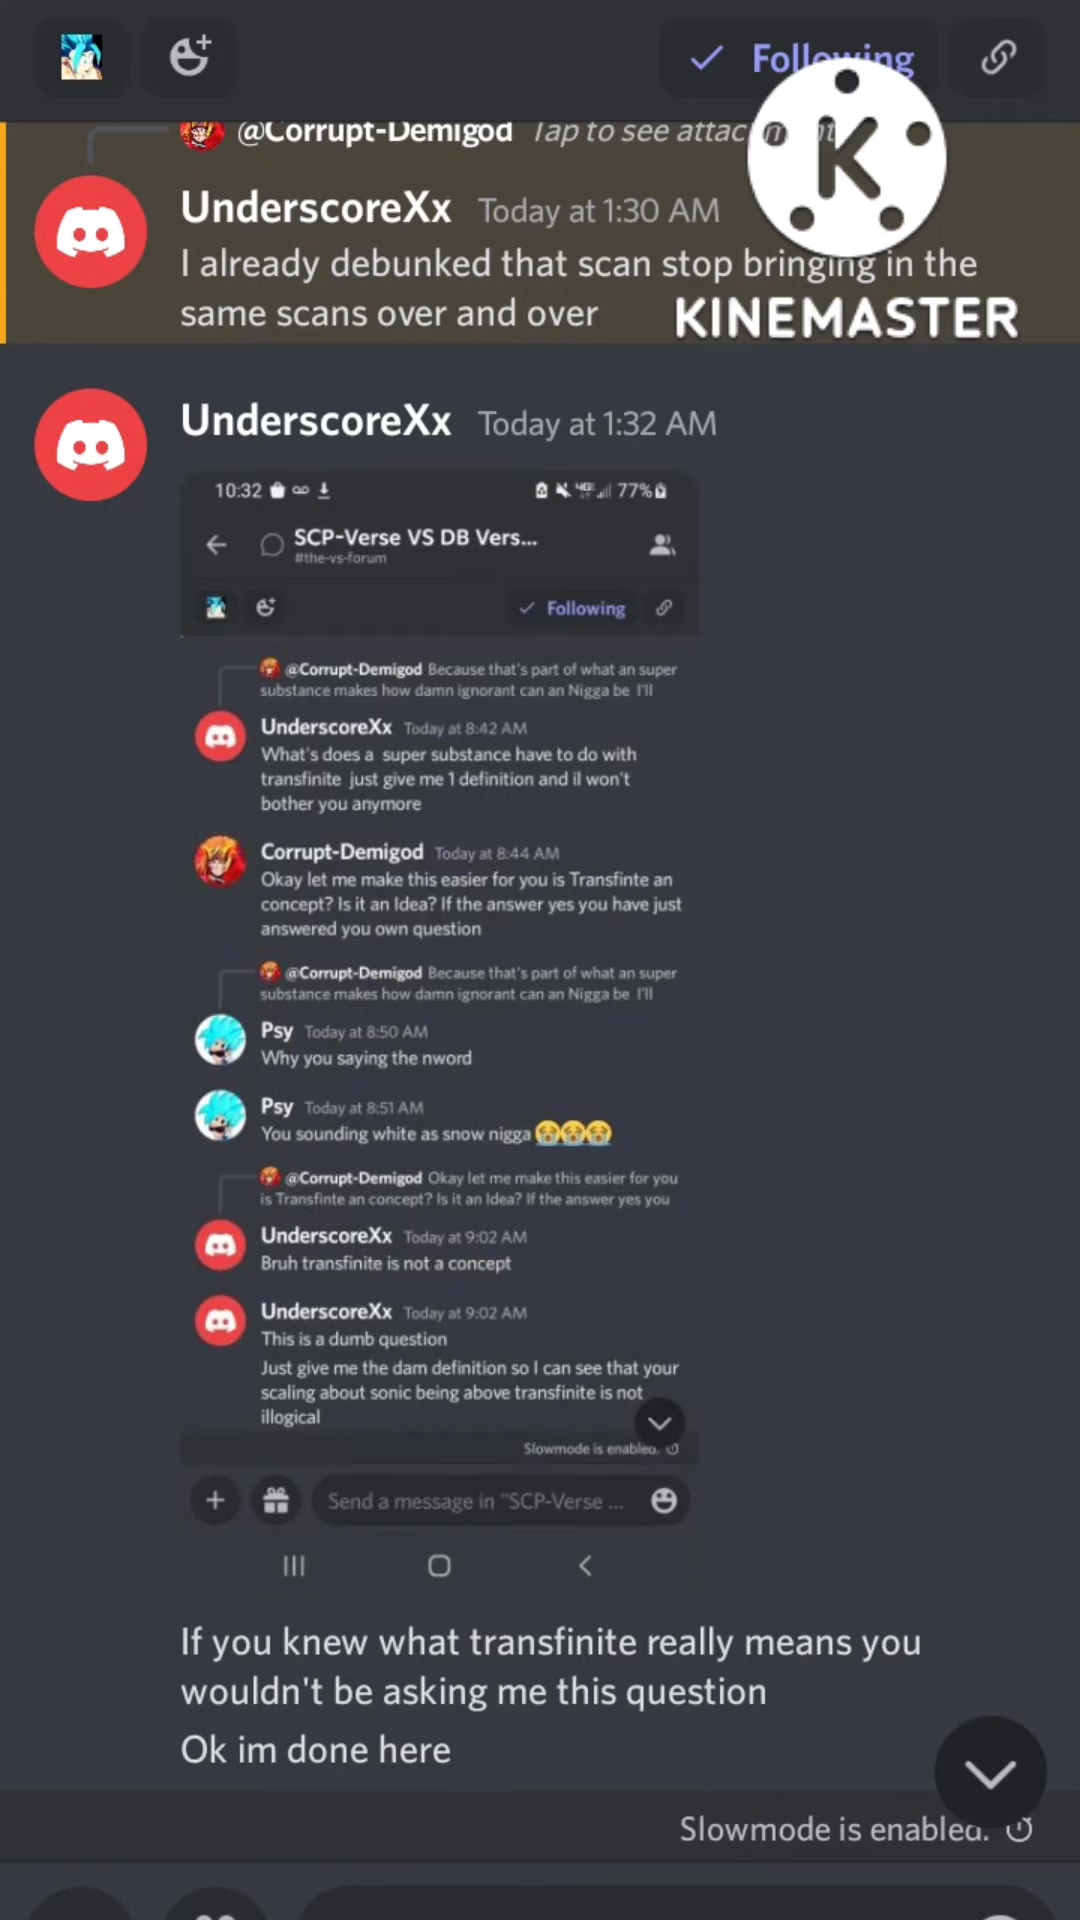 Following
@Corrupt-Demigod Tap to see attachment
K
UnderscoreXx Today at 1:30 AM
I already debunked that scan stop bringing in the
same scans over and over
KINEMASTER
UnderscoreXx Today at 1:32 AM
10:32 4GE 77%
SCP-Verse VS DB Vers...
#the-vs-forum
Following
@Corrupt-Demigod Because that's part of what an super
substance makes how damn ignorant can an Nigga be I'll
UnderscoreXx Today at 8:42 AM
What's does a super substance have to do with
transfinite just give me 1 definition and il won't
bother you anymore
Corrupt-Demigod Today at 8:44 AM
Okay let me make this easier for you is Transfinte an
concept? Is it an Idea? If the answer yes you have just
answered you own question
@Corrupt-Demigod Because that's part of what an super
substance makes how damn ignorant can an Nigga be I'll
Psy Today at 8:50 AM
Why you saying the nword
Psy Today at 8:51 AM
You sounding white as snow nigga 😭😭😭
@Corrupt-Demigod Okay let me make this easier for you
is Transfinte an concept? Is it an Idea? If the answer yes you
UnderscoreXx Today at 9:02 AM
Bruh transfinite is not a concept
UnderscoreXx Today at 9:02 AM
This is a dumb question
Just give me the dam definition so I can see that your
scaling about sonic being above transfinite is not
illogical
Slowmode is enabled.
Send a message in "SCP-Verse ...
If you knew what transfinite really means you
wouldn't be asking me this question
Ok im done here
Slowmode is enabled.